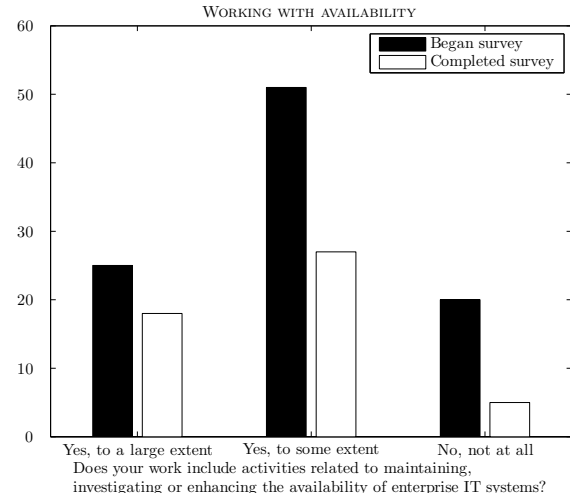 WORKING WITH AVAILABILITY
60
50
40
30
20
10
0
Began survey
Completed survey
Yes, to a large extent
Yes, to some extent
No, not at all
Does your work include activities related to maintaining,
investigating or enhancing the availability of enterprise IT systems?